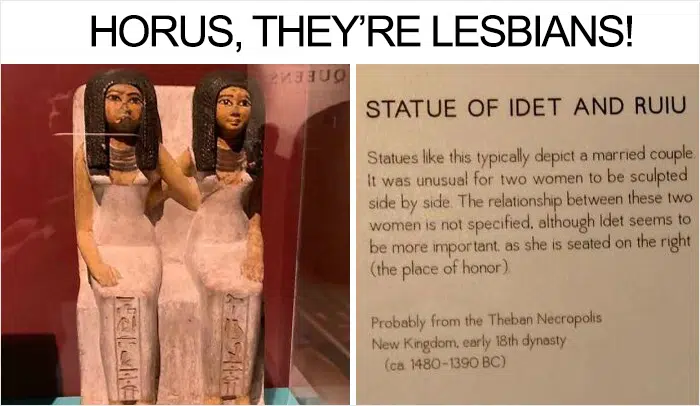 HORUS, THEY'RE LESBIANS!
QUEENS
STATUE OF IDET AND RUIU
Statues like this typically depict a married couple.
It was unusual for two women to be sculpted
side by side. The relationship between these two
women is not specified, although Idet seems to
be more important, as she is seated on the right
(the place of honor).
Probably from the Theban Necropolis
New Kingdom, early 18th dynasty
(ca. 1480-1390 BC)